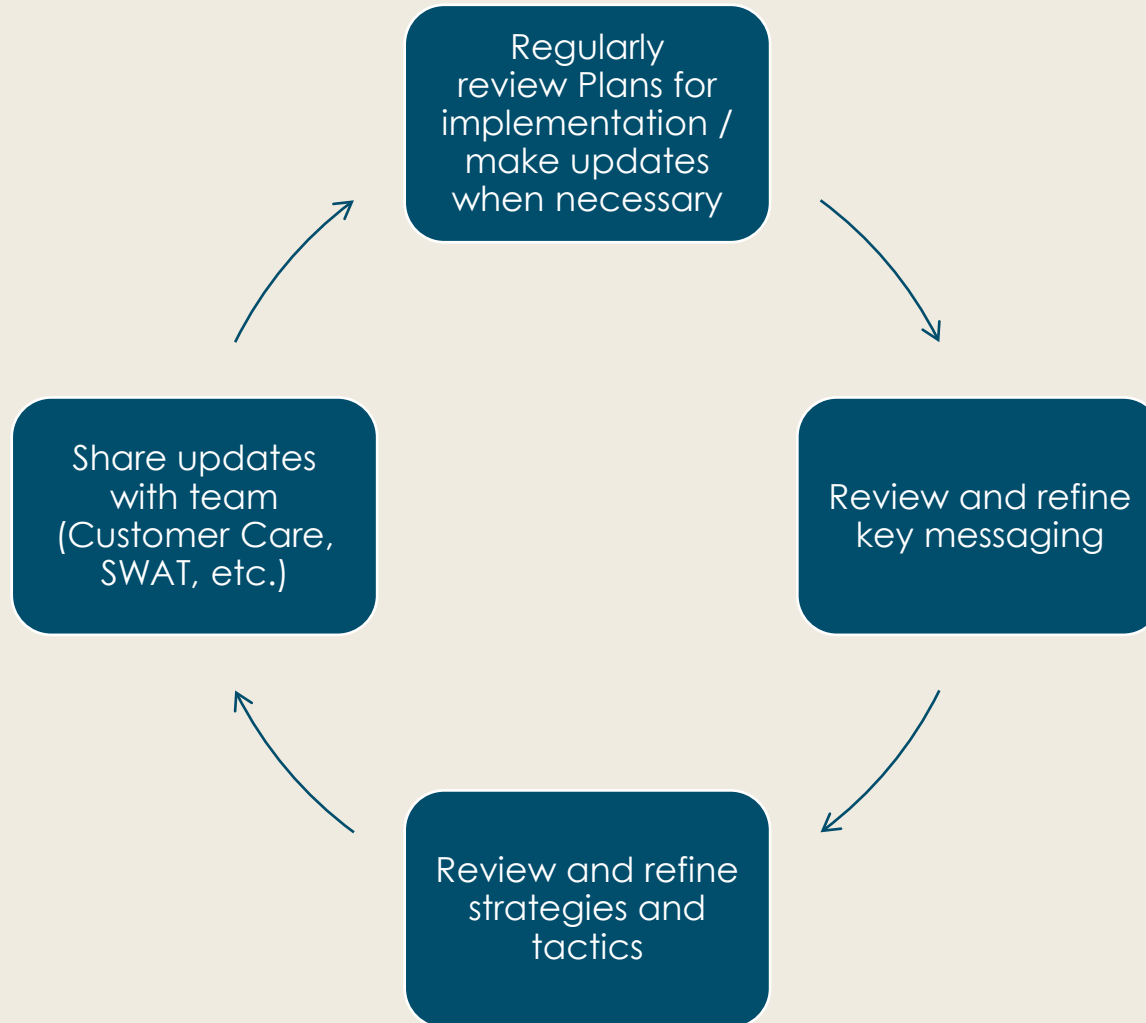 Regularly
review Plans for
implementation /
make updates
when necessary
Review and refine
key messaging
Review and refine
strategies and
tactics
Share updates
with team
(Customer Care,
SWAT, etc.)